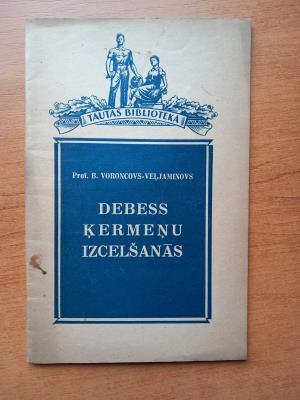 TAUTAS BIBLIOTEKA
Prof. B. VORONCOVS-VEĻJAMINOVS
DEBESS
ĶERMEŅU
IZCELŠANĀS